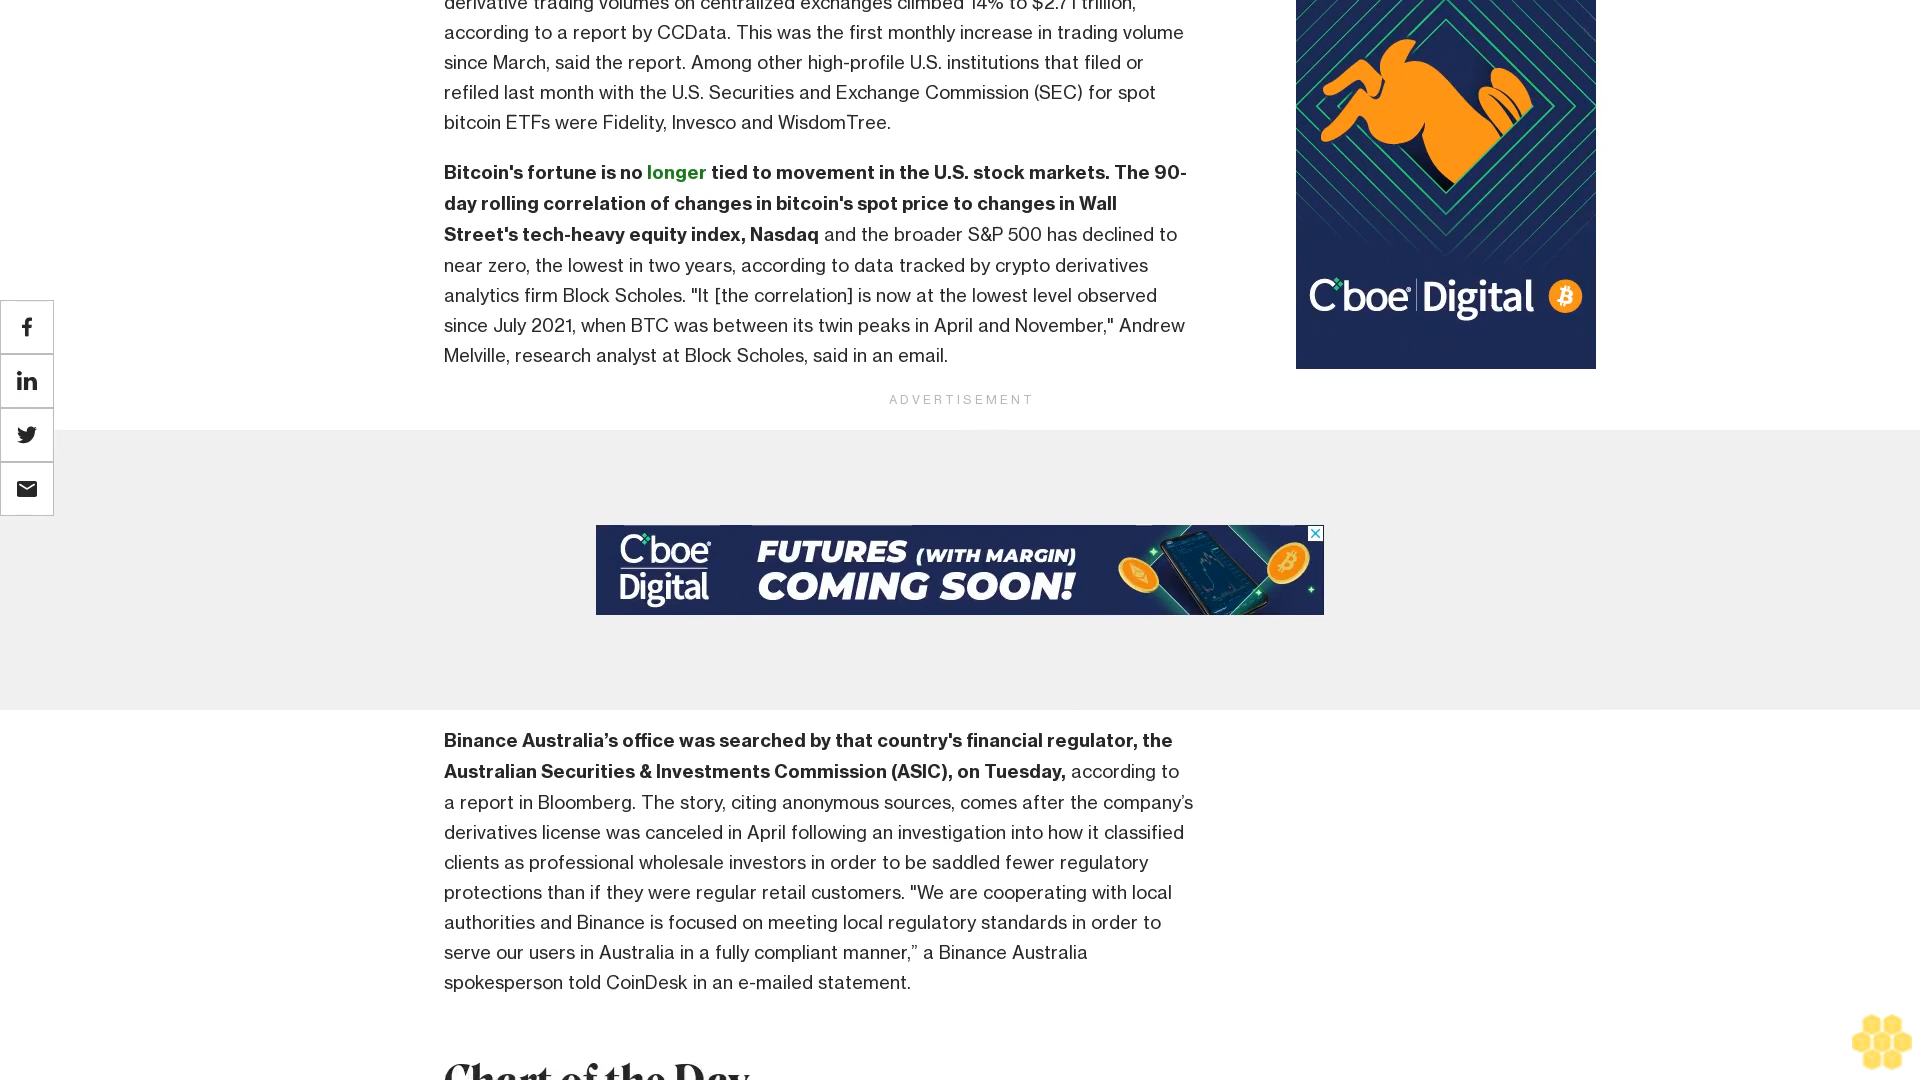 derivative trading volumes on centralized exchanges climbed 14% to $2.71 trillion,
according to a report by CCData. This was the first monthly increase in trading volume
since March, said the report. Among other high-profile U.S. institutions that filed or
refiled last month with the U.S. Securities and Exchange Commission (SEC) for spot
bitcoin ETFs were Fidelity, Invesco and WisdomTree.
Bitcoin's fortune is no longer tied to movement in the U.S. stock markets. The 90-
day rolling correlation of changes in bitcoin's spot price to changes in Wall
Street's tech-heavy equity index, Nasdaq and the broader S&P 500 has declined to
near zero, the lowest in two years, according to data tracked by crypto derivatives
analytics firm Block Scholes. "It [the correlation] is now at the lowest level observed
since July 2021, when BTC was between its twin peaks in April and November," Andrew
Melville, research analyst at Block Scholes, said in an email.
Cboe Digital
ADVERTISEMENT
Cboe
Digital
FUTURES (WITH MARGIN)
COMING SOON!
Binance Australia’s office was searched by that country's financial regulator, the
Australian Securities & Investments Commission (ASIC), on Tuesday, according to
a report in Bloomberg. The story, citing anonymous sources, comes after the company’s
derivatives license was canceled in April following an investigation into how it classified
clients as professional wholesale investors in order to be saddled fewer regulatory
protections than if they were regular retail customers. "We are cooperating with local
authorities and Binance is focused on meeting local regulatory standards in order to
serve our users in Australia in a fully compliant manner,” a Binance Australia
spokesperson told CoinDesk in an e-mailed statement.
Chart of the Day